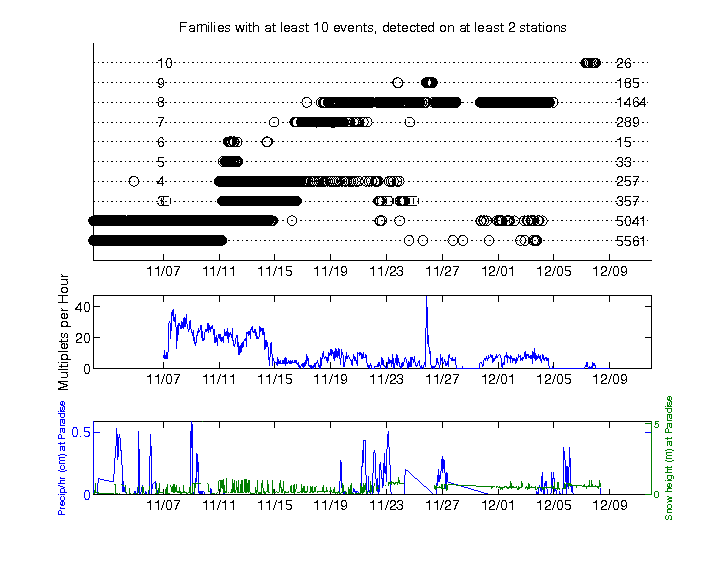 Families with at least 10 events, detected on at least 2 stations
10 26
9 185
8 1464
7 289
6 15
5 33
4 257
3 357
5041
5561
11/07 11/11 11/15 11/19 11/23 11/27 12/01 12/05 12/09
Multiplets per Hour
40
20
0
11/07 11/11 11/15 11/19 11/23 11/27 12/01 12/05 12/09
Precip/hr (cm) at Paradise
0.5
0
Snow height (m) at Paradise
5
0
11/07 11/11 11/15 11/19 11/23 11/27 12/01 12/05 12/09